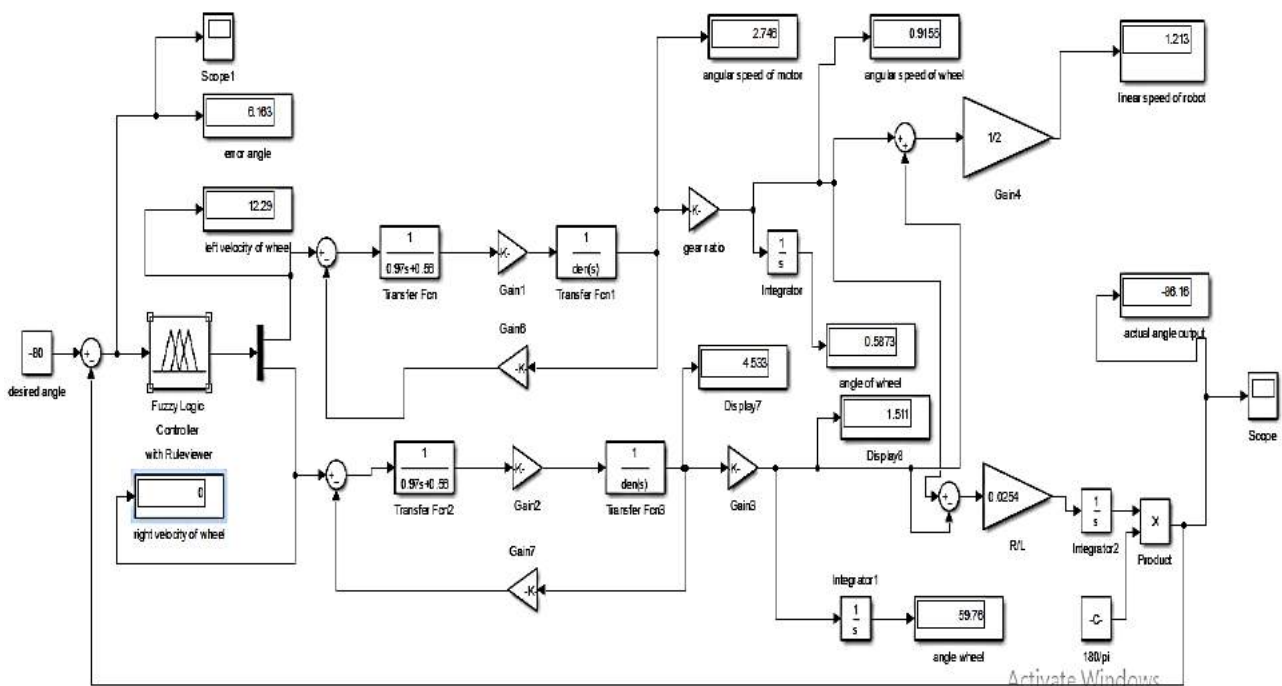 2.746
angular speed of motor
0.9155
angular speed of wheel
1.213
linear speed of robot
Scope1
6.163
error angle
1/2
Gain4
12.29
left velocity of wheel
1
0.97s+0.56
Transfer Fcn
-K-
Gain1
1
den(s)
Transfer Fcn1
-K-
gear ratio
1
s
Integrator
-86.16
actual angle output
-80
desired angle
Fuzzy Logic
Controller
with Ruleviewer
Gain6
-K-
4.533
Display7
0.5873
angle of wheel
1.511
Display8
Scope
0
right velocity of wheel
1
0.97s+0.56
Transfer Fcn2
-K-
Gain2
1
den(s)
Transfer Fcn3
-K-
Gain3
0.0254
R/L
1
s
Integrator2
X
Product
Gain7
-K-
Integrator1
1
s
59.76
angle wheel
-C-
180/pi
Activate Windows